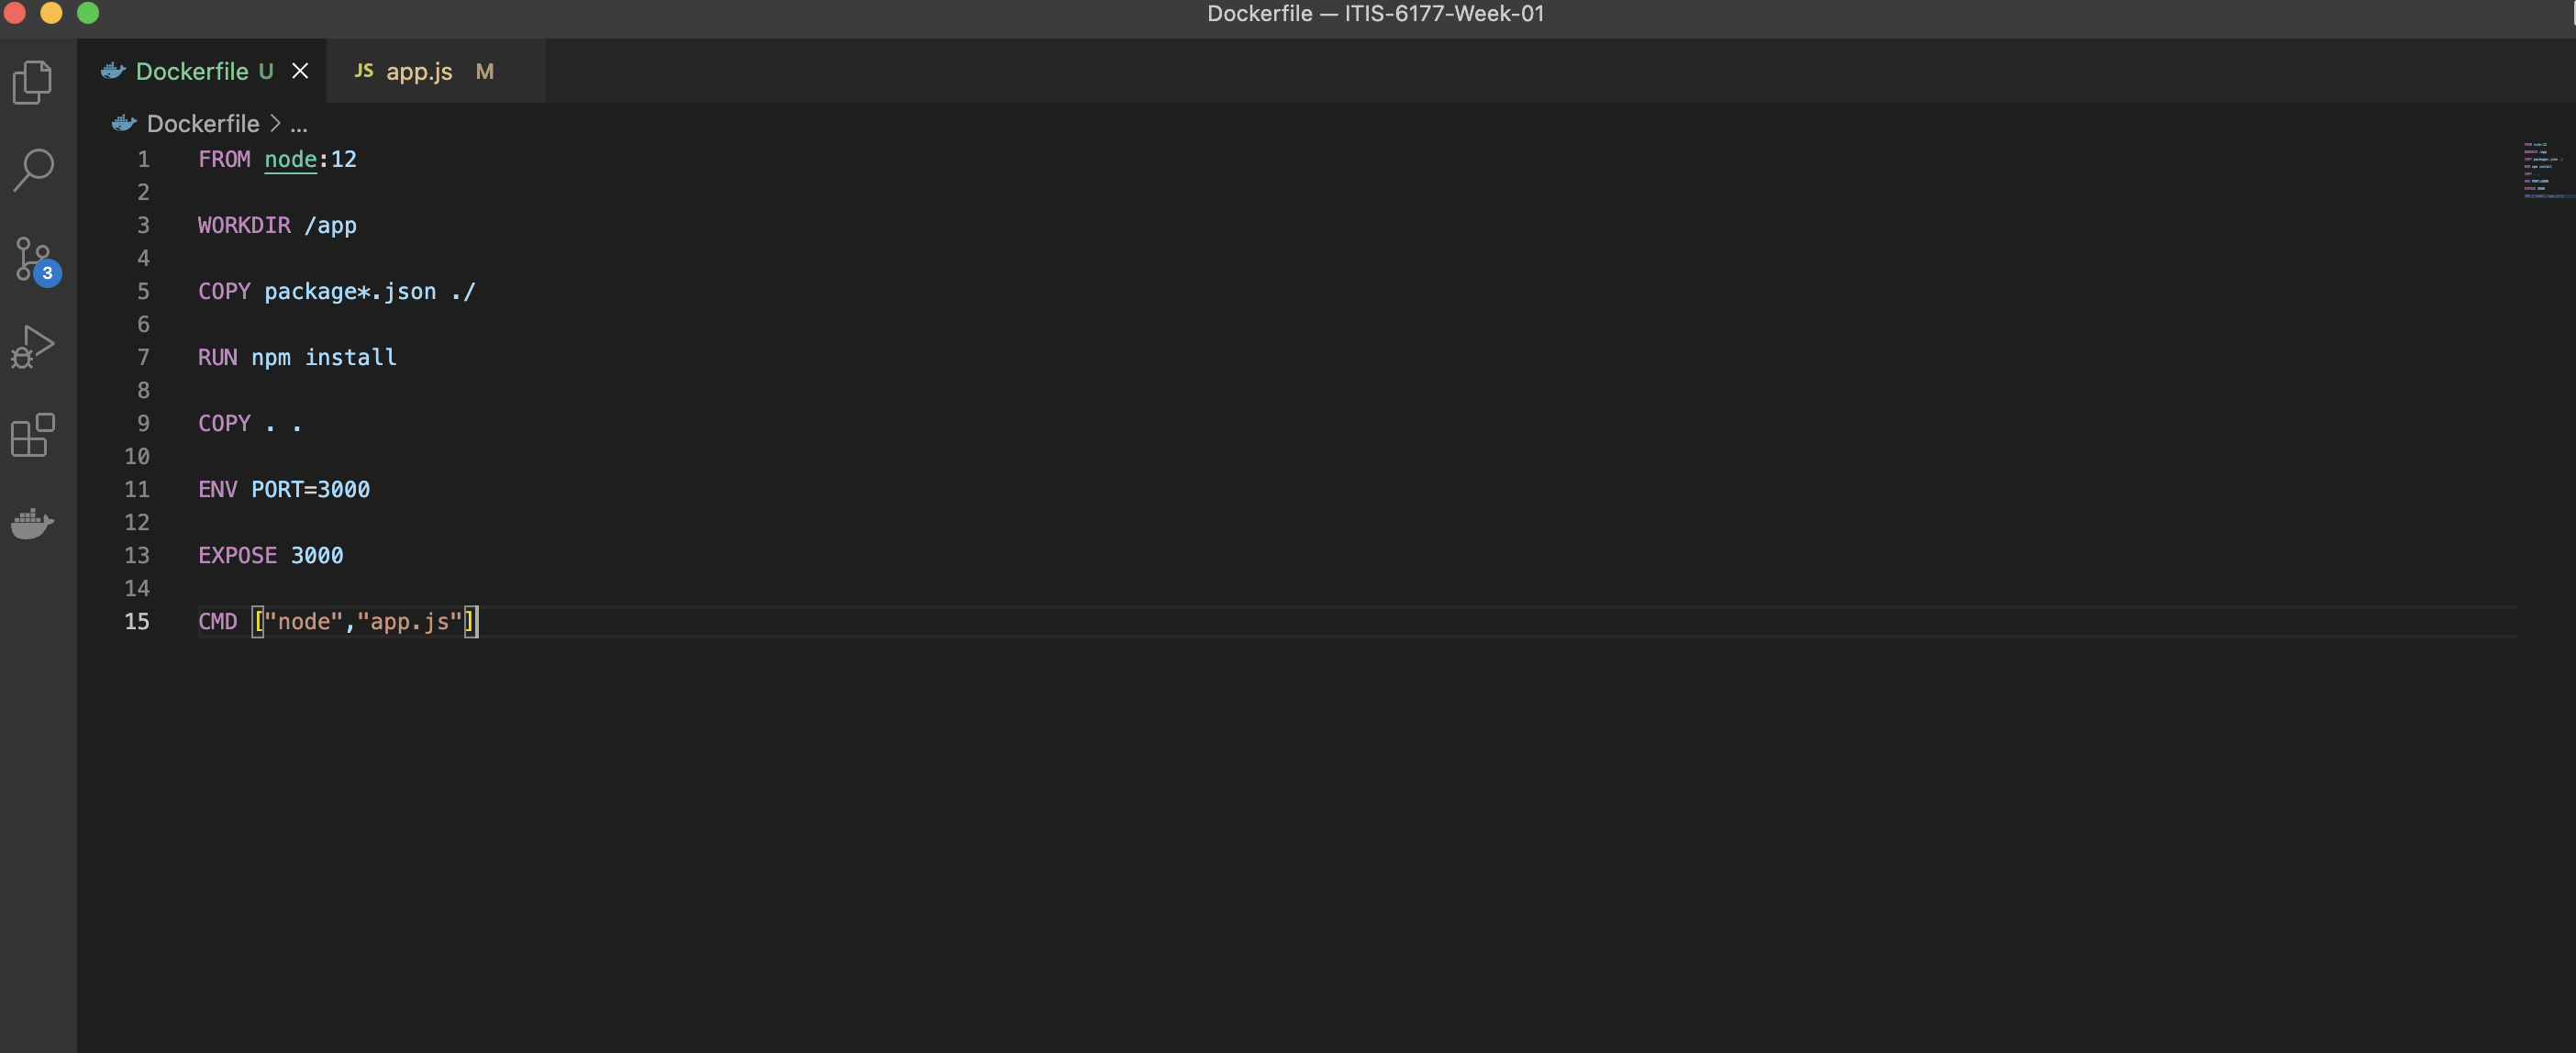 Dockerfile — ITIS-6177-Week-01
Dockerfile U
JS app.js M
Dockerfile > ...
1 FROM node:12
2
3 WORKDIR /app
4
5 COPY package*.json ./
6
7 RUN npm install
8
9 COPY . .
10
11 ENV PORT=3000
12
13 EXPOSE 3000
14
15 CMD ["node","app.js"]
3